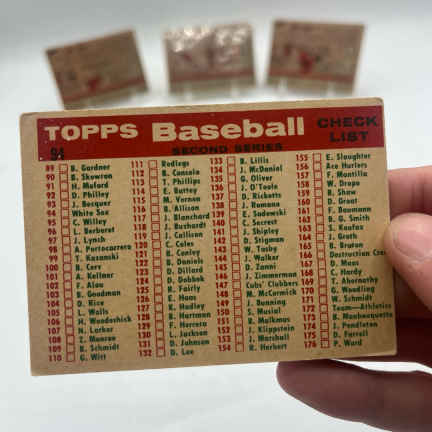 TOPPS Baseball CHECK LIST
SECOND SERIES
94
89 B. Gardner
90 B. Skowron
91 H. Muford
92 D. Philley
93 J. Becquer
94 White Sox
95 C. Willey
96 L. Berberet
97 J. Lynch
98 A. Portocarrero
99 T. Kazanski
100 B. Cerv
101 A. Kellner
102 F. Alou
103 B. Goodman
104 D. Rice
105 L. Walls
106 H. Woodeshick
107 N. Larker
108 Z. Monroe
109 B. Schmidt
110 G. Witt
111 Redlegs
112 B. Consolo
113 T. Phillips
114 E. Battey
115 M. Vernon
116 B. Allison
117 J. Blanchard
118 J. Buzhardt
119 J. Callison
120 C. Coles
121 B. Conley
122 B. Daniels
123 D. Dillard
124 D. Dobbek
125 R. Fairly
126 E. Haas
127 K. Hadley
128 B. Hartman
129 F. Herrera
130 L. Jackson
131 D. Johnson
132 D. Lee
133 B. Lillis
134 J. McDaniel
135 G. Oliver
136 J. O'Toole
137 D. Ricketts
138 J. Romano
139 E. Sadowski
140 C. Secrest
141 J. Shipley
142 D. Stigman
143 W. Tasby
144 J. Walker
145 D. Zanni
146 J. Zimmerman
147 Cubs' Clubbers
148 M. McCormick
149 J. Bunning
150 S. Musial
151 B. Malkmus
152 J. Klippstein
153 J. Marshall
154 R. Herbert
155 E. Slaughter
156 Ace Hurlers
157 F. Mantilla
158 W. Dropo
159 B. Shaw
160 D. Groat
161 F. Baumann
162 B. G. Smith
163 S. Koufax
164 J. Groth
165 B. Bruton
166 Destruction Crew
167 D. Moss
168 C. Hardy
169 T. Abernathy
170 G. Woodling
171 W. Schmidt
172 Team—Athletics
173 B. Monbouquette
174 J. Pendleton
175 D. Farrell
176 P. Ward